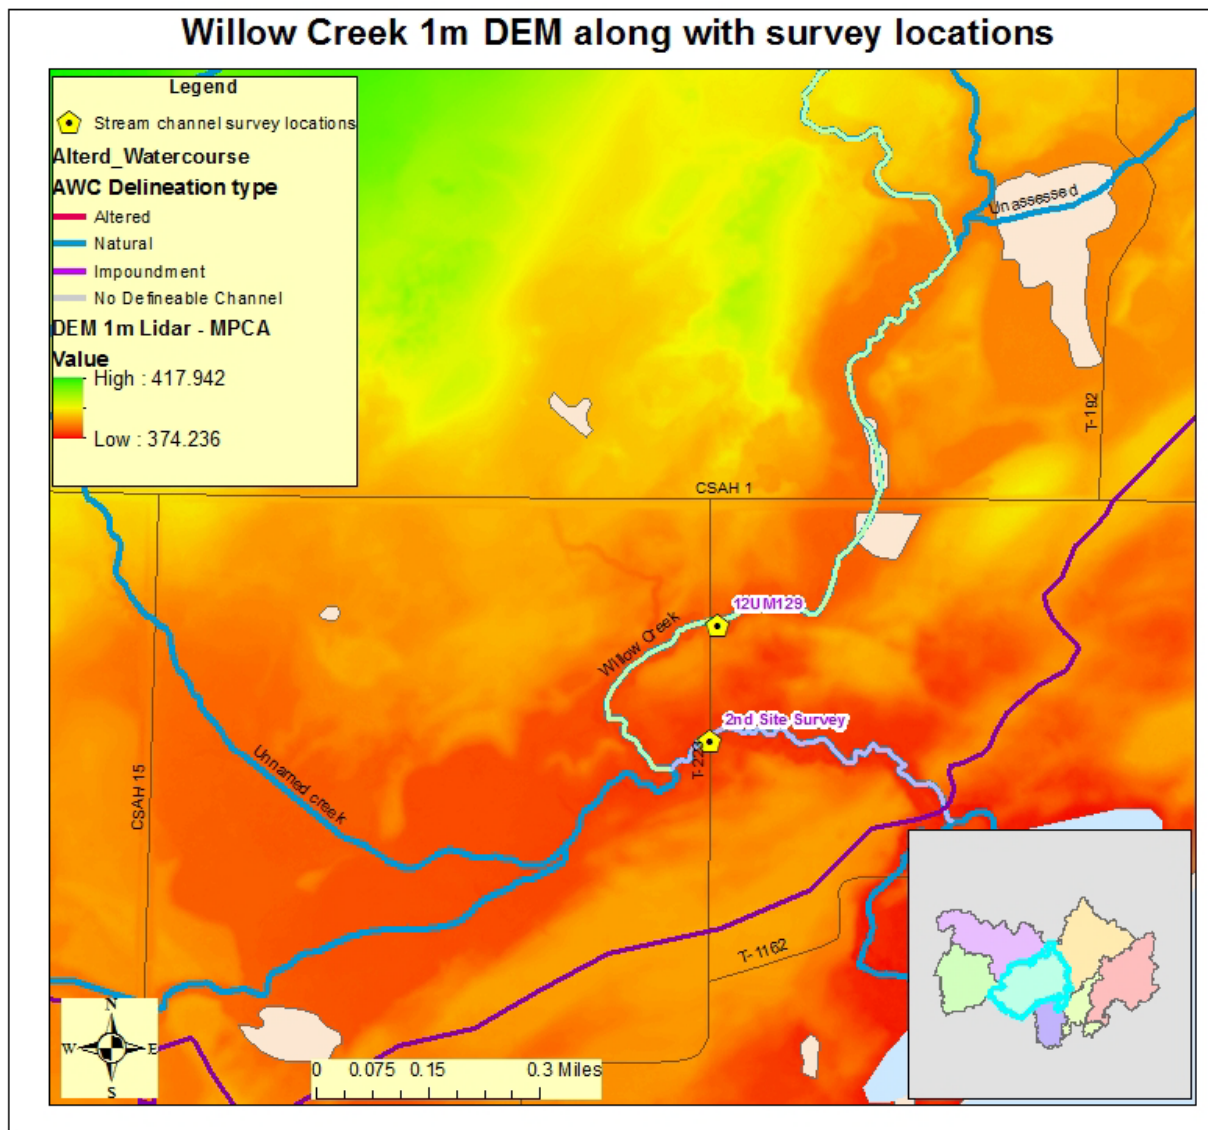 Willow Creek 1m DEM along with survey locations
Legend
Stream channel survey locations
Alterd_Watercourse
AWC Delineation type
Altered
Natural
Impoundment
No Defineable Channel
DEM 1m Lidar - MPCA
Value
High : 417.942
Low : 374.236
Unassessed
T-192
CSAH 1
12UM129
Willow Creek
2nd Site Survey
T-223
Unnamed creek
CSAH 15
T-1162
N
W E
S
0 0.075 0.15 0.3 Miles